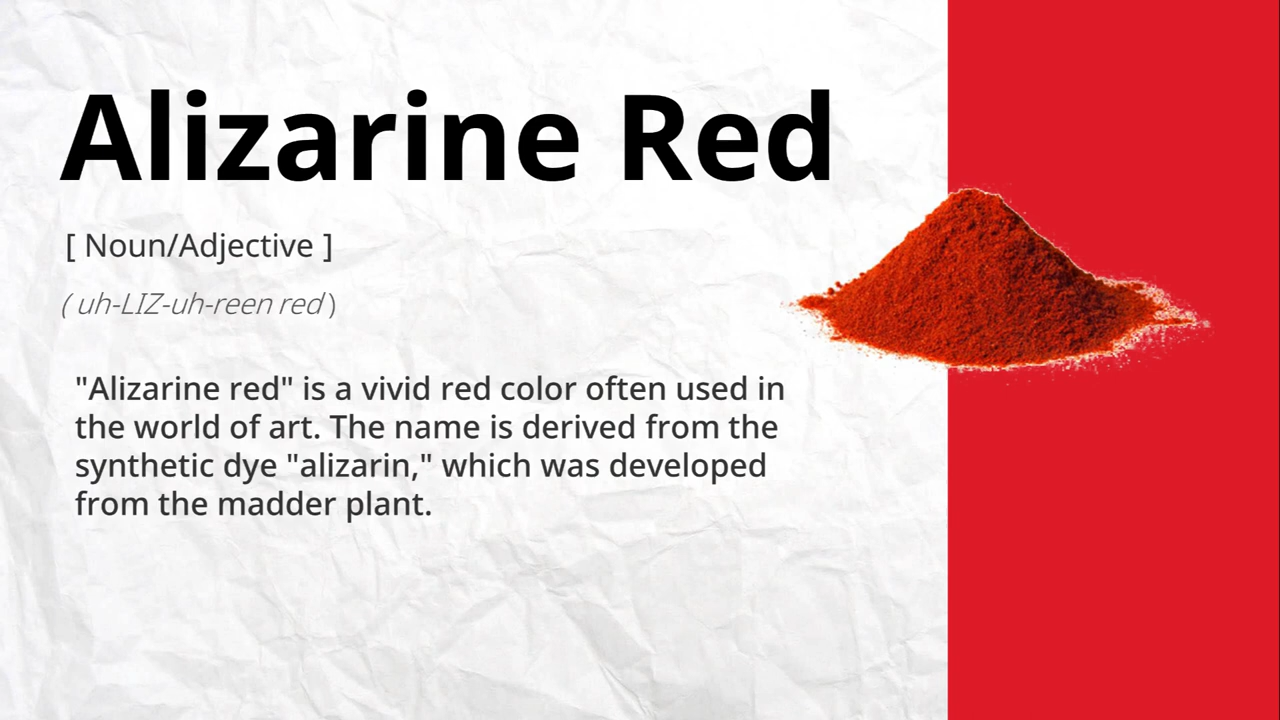 Alizarine Red
[ Noun/Adjective ]
( uh-LIZ-uh-reen red )
"Alizarine red" is a vivid red color often used in
the world of art. The name is derived from the
synthetic dye "alizarin," which was developed
from the madder plant.